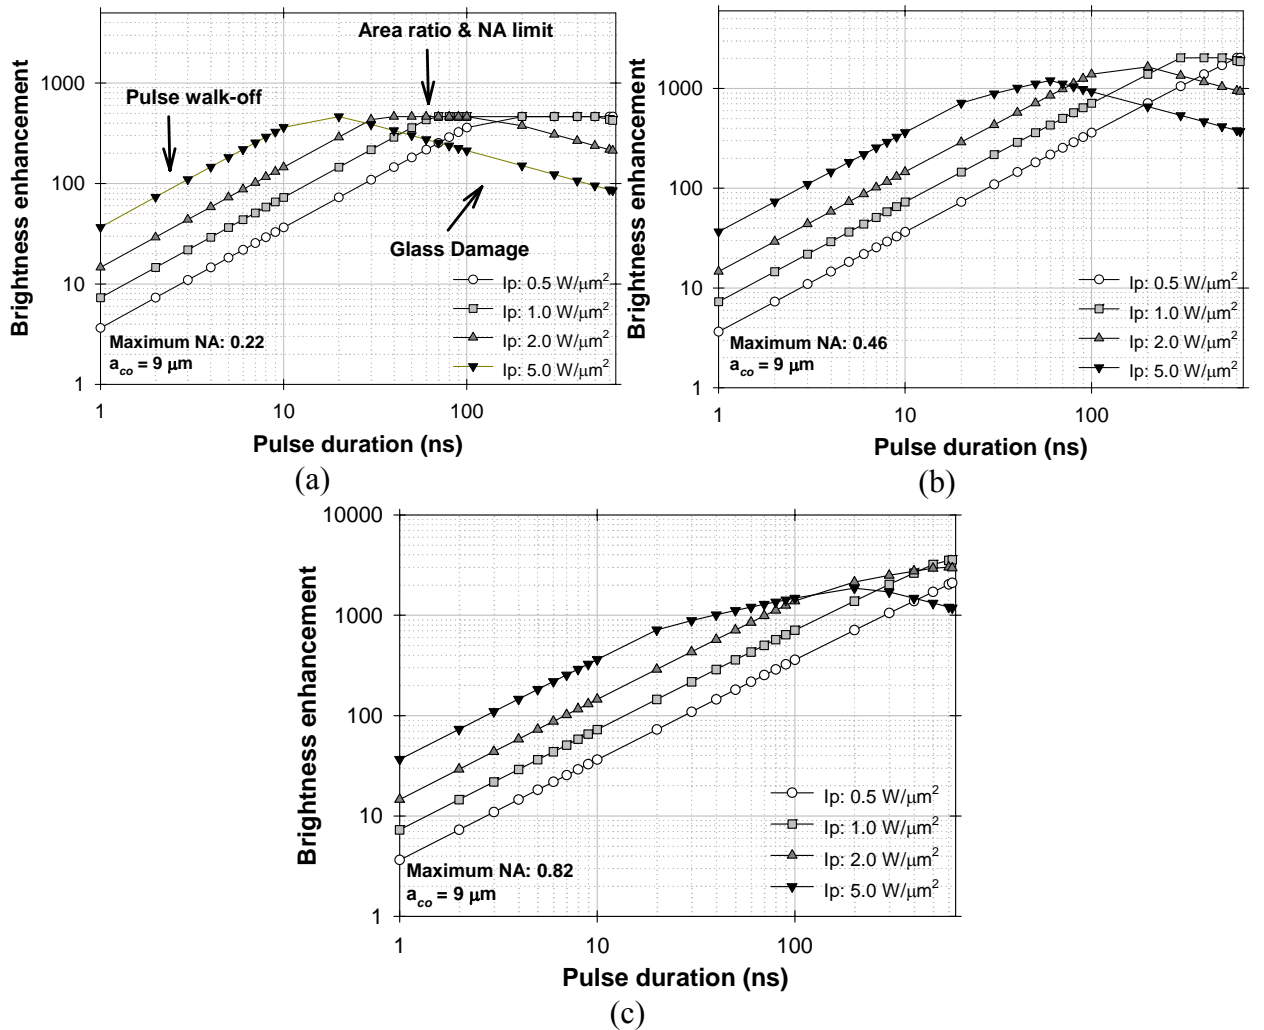 Area ratio & NA limit
Pulse walk-off
Glass Damage
Brightness enhancement
1000
100
10
1
Ip: 0.5 W/μm²
Ip: 1.0 W/μm²
Ip: 2.0 W/μm²
Ip: 5.0 W/μm²
Maximum NA: 0.22
a_co = 9 μm
1 10 100
Pulse duration (ns)
(a)
Brightness enhancement
1000
100
10
1
Ip: 0.5 W/μm²
Ip: 1.0 W/μm²
Ip: 2.0 W/μm²
Ip: 5.0 W/μm²
Maximum NA: 0.46
a_co = 9 μm
1 10 100
Pulse duration (ns)
(b)
Brightness enhancement
10000
1000
100
10
1
Ip: 0.5 W/μm²
Ip: 1.0 W/μm²
Ip: 2.0 W/μm²
Ip: 5.0 W/μm²
Maximum NA: 0.82
a_co = 9 μm
1 10 100
Pulse duration (ns)
(c)